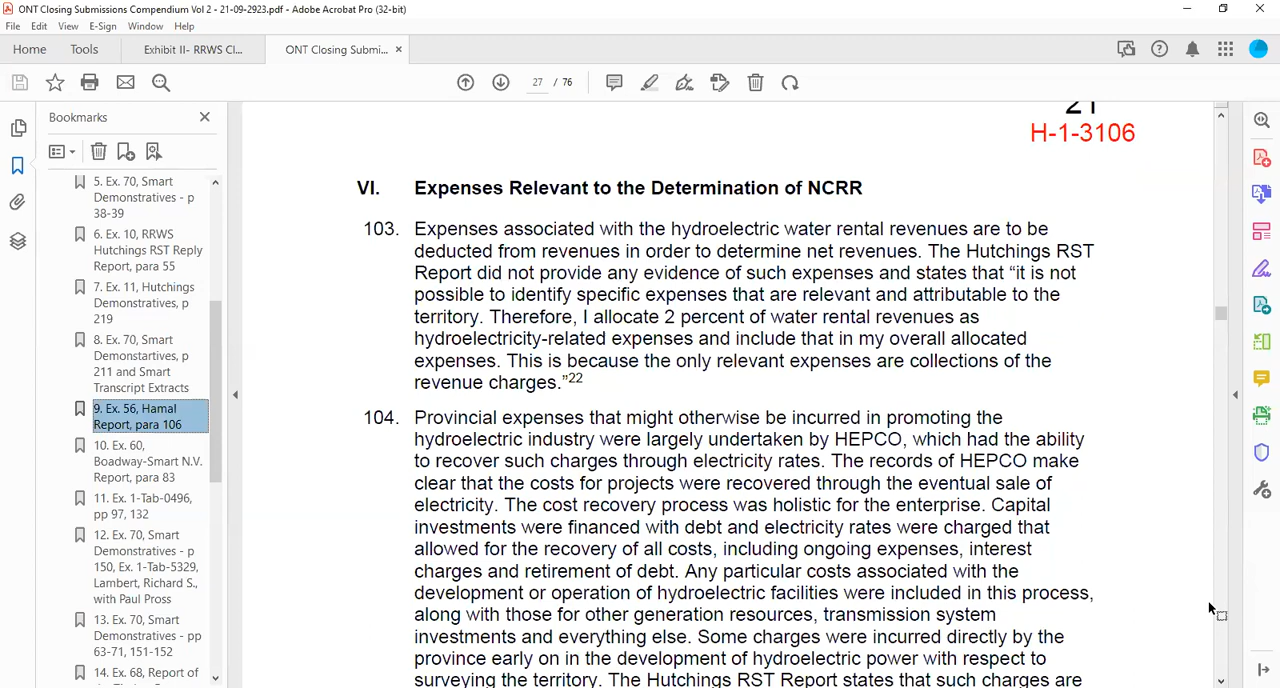 ONT Closing Submissions Compendium Vol 2 - 21-09-2923.pdf - Adobe Acrobat Pro (32-bit)
File Edit View E-Sign Window Help
Home Tools Exhibit II- RRWS Cl... ONT Closing Submi... ×
27 / 76
Bookmarks
5. Ex. 70, Smart
Demonstratives - p
38-39
6. Ex. 10, RRWS
Hutchings RST Reply
Report, para 55
7. Ex. 11, Hutchings
Demonstratives, p
219
8. Ex. 70, Smart
Demonstartives, p
211 and Smart
Transcript Extracts
9. Ex. 56, Hamal
Report, para 106
10. Ex. 60,
Boadway-Smart N.V.
Report, para 83
11. Ex. 1-Tab-0496,
pp 97, 132
12. Ex. 70, Smart
Demonstratives - p
150, Ex. 1-Tab-5329,
Lambert, Richard S.,
with Paul Pross
13. Ex. 70, Smart
Demonstratives - pp
63-71, 151-152
14. Ex. 68, Report of
21
H-1-3106
VI. Expenses Relevant to the Determination of NCRR
103. Expenses associated with the hydroelectric water rental revenues are to be
deducted from revenues in order to determine net revenues. The Hutchings RST
Report did not provide any evidence of such expenses and states that “it is not
possible to identify specific expenses that are relevant and attributable to the
territory. Therefore, I allocate 2 percent of water rental revenues as
hydroelectricity-related expenses and include that in my overall allocated
expenses. This is because the only relevant expenses are collections of the
revenue charges.”22
104. Provincial expenses that might otherwise be incurred in promoting the
hydroelectric industry were largely undertaken by HEPCO, which had the ability
to recover such charges through electricity rates. The records of HEPCO make
clear that the costs for projects were recovered through the eventual sale of
electricity. The cost recovery process was holistic for the enterprise. Capital
investments were financed with debt and electricity rates were charged that
allowed for the recovery of all costs, including ongoing expenses, interest
charges and retirement of debt. Any particular costs associated with the
development or operation of hydroelectric facilities were included in this process,
along with those for other generation resources, transmission system
investments and everything else. Some charges were incurred directly by the
province early on in the development of hydroelectric power with respect to
surveying the territory. The Hutchings RST Report states that such charges are